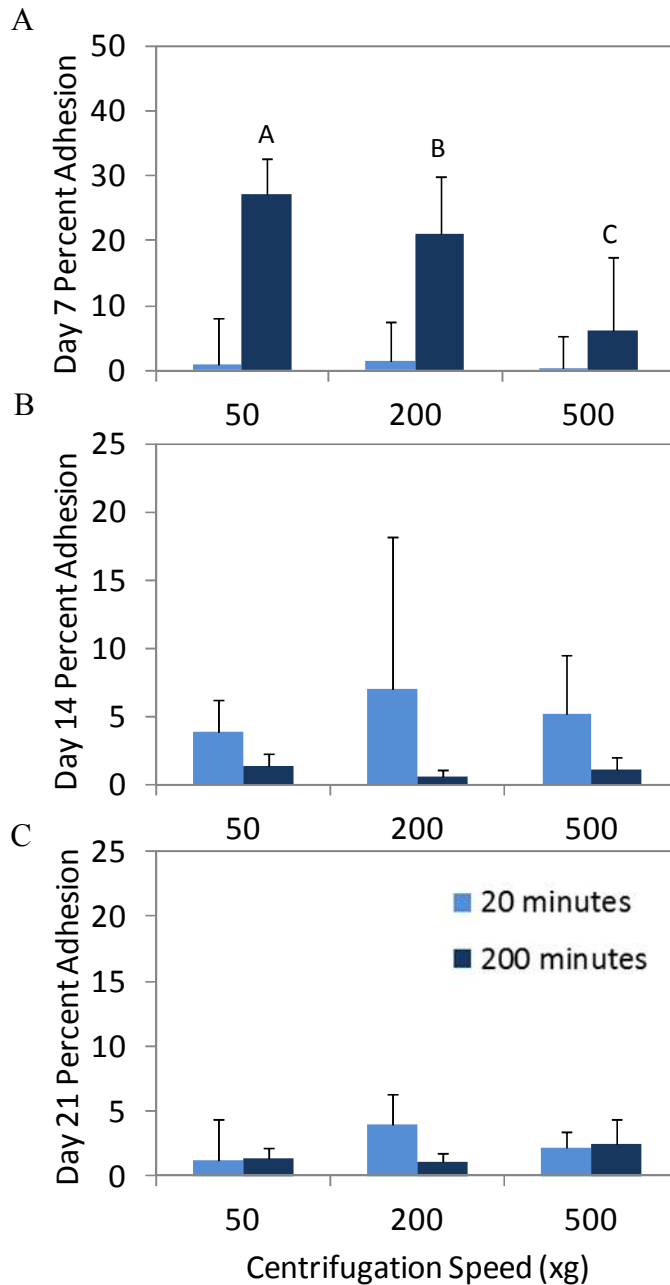 A
Day 7 Percent Adhesion
50
40
30
20
10
0
A
B
C
50 200 500
B
Day 14 Percent Adhesion
25
20
15
10
5
0
50 200 500
C
Day 21 Percent Adhesion
25
20
15
10
5
0
20 minutes
200 minutes
50 200 500
Centrifugation Speed (xg)